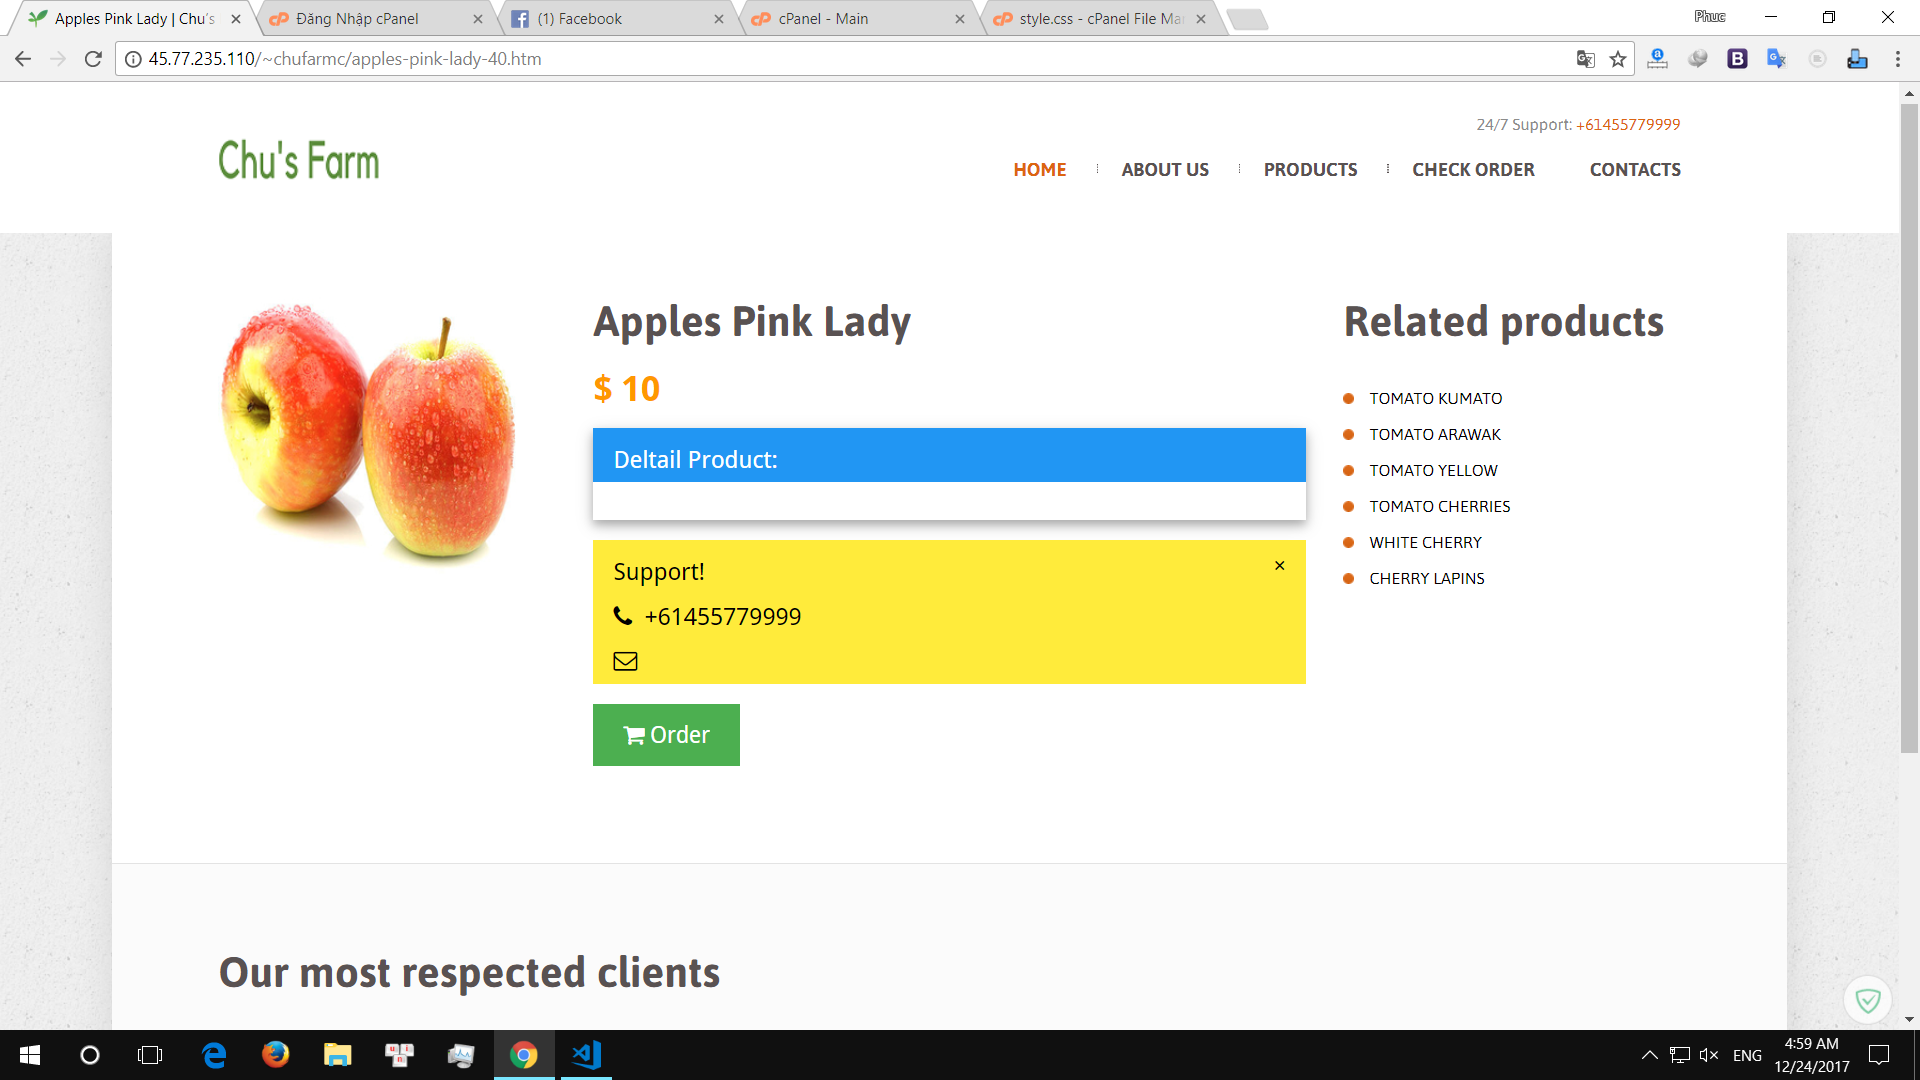 Apples Pink Lady | Chu's
Đăng Nhập cPanel
(1) Facebook
cPanel - Main
style.css - cPanel File Ma
Phuc
45.77.235.110/~chufarmc/apples-pink-lady-40.htm
24/7 Support: +61455779999
Chu's Farm
HOME
ABOUT US
PRODUCTS
CHECK ORDER
CONTACTS
Apples Pink Lady
$ 10
Deltail Product:
Support!
×
+61455779999
Order
Related products
TOMATO KUMATO
TOMATO ARAWAK
TOMATO YELLOW
TOMATO CHERRIES
WHITE CHERRY
CHERRY LAPINS
Our most respected clients
ENG
4:59 AM
12/24/2017